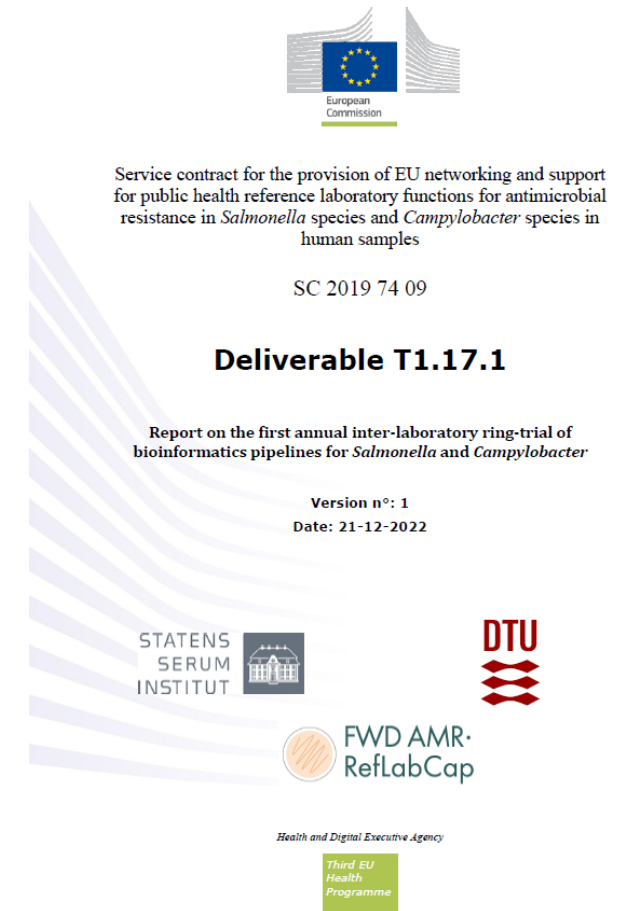 European
Commission
Service contract for the provision of EU networking and support
for public health reference laboratory functions for antimicrobial
resistance in Salmonella species and Campylobacter species in
human samples
SC 2019 74 09
Deliverable T1.17.1
Report on the first annual inter-laboratory ring-trial of
bioinformatics pipelines for Salmonella and Campylobacter
Version n°: 1
Date: 21-12-2022
STATENS
SERUM
INSTITUT
DTU
FWD AMR·
RefLabCap
Health and Digital Executive Agency
Third EU
Health
Programme